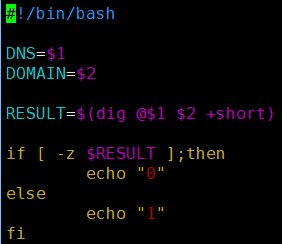 #!/bin/bash

DNS=$1
DOMAIN=$2

RESULT=$(dig @$1 $2 +short)

if [ -z $RESULT ];then
        echo "0"
else
        echo "1"
fi